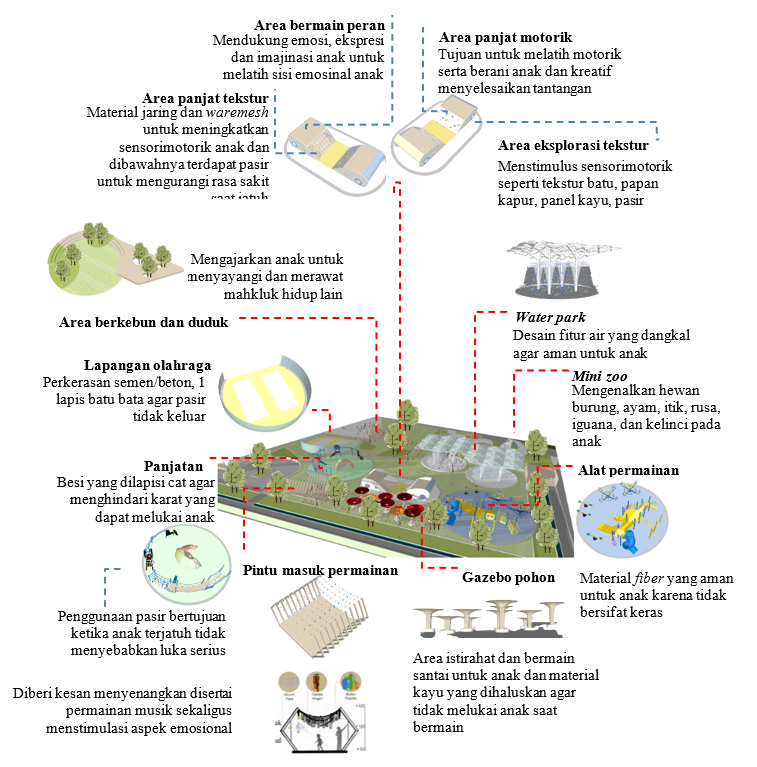 Area bermain peran
Mendukung emosi, ekspresi
dan imajinasi anak untuk
melatih sisi emosinal anak
Area panjat motorik
Tujuan untuk melatih motorik
serta berani anak dan kreatif
menyelesaikan tantangan
Area panjat tekstur
Material jaring dan waremesh
untuk meningkatkan
sensorimotorik anak dan
dibawahnya terdapat pasir
untuk mengurangi rasa sakit
saat jatuh
Area eksplorasi tekstur
Menstimulus sensorimotorik
seperti tekstur batu, papan
kapur, panel kayu, pasir
Mengajarkan anak untuk
menyayangi dan merawat
mahkluk hidup lain
Area berkebun dan duduk
Water park
Desain fitur air yang dangkal
agar aman untuk anak
Lapangan olahraga
Perkerasan semen/beton, 1
lapis batu bata agar pasir
tidak keluar
Mini zoo
Mengenalkan hewan
burung, ayam, itik, rusa,
iguana, dan kelinci pada
anak
Panjatan
Besi yang dilapisi cat agar
menghindari karat yang
dapat melukai anak
Alat permainan
Material fiber yang aman
untuk anak karena tidak
bersifat keras
Pintu masuk permainan
Gazebo pohon
Penggunaan pasir bertujuan
ketika anak terjatuh tidak
menyebabkan luka serius
Area istirahat dan bermain
santai untuk anak dan material
kayu yang dihaluskan agar
tidak melukai anak saat
bermain
Diberi kesan menyenangkan disertai
permainan musik sekaligus
menstimulasi aspek emosional